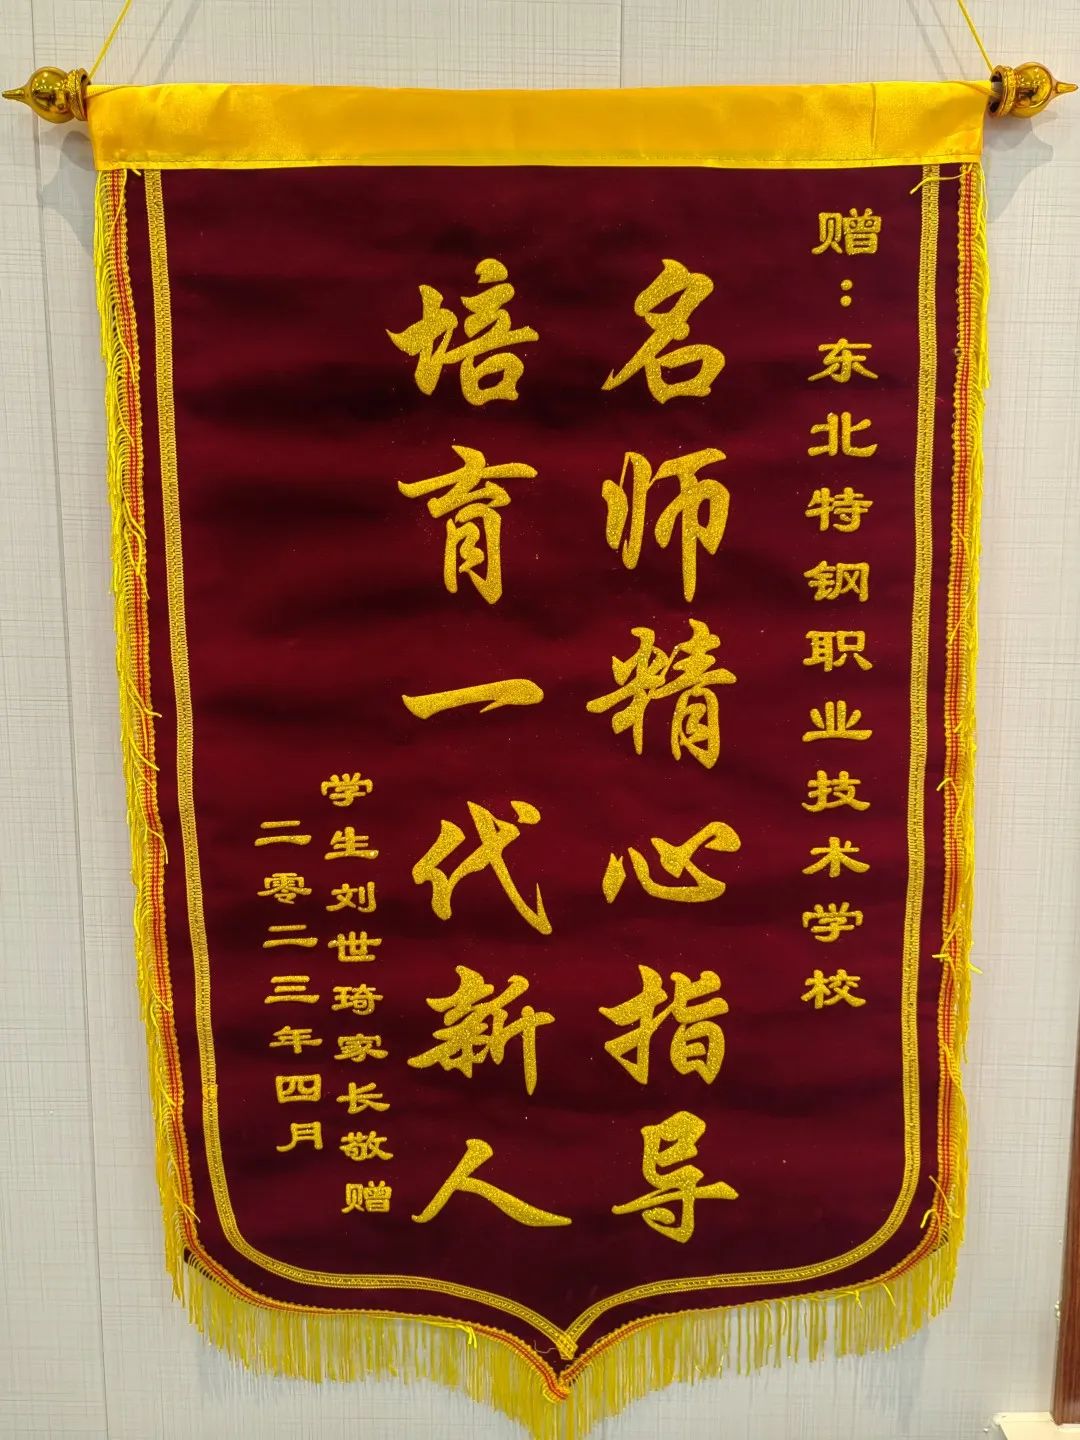 赠：东北特钢职业技术学校
名师精心指导
培育一代新人
学生刘世琦家长敬赠
二零二三年四月